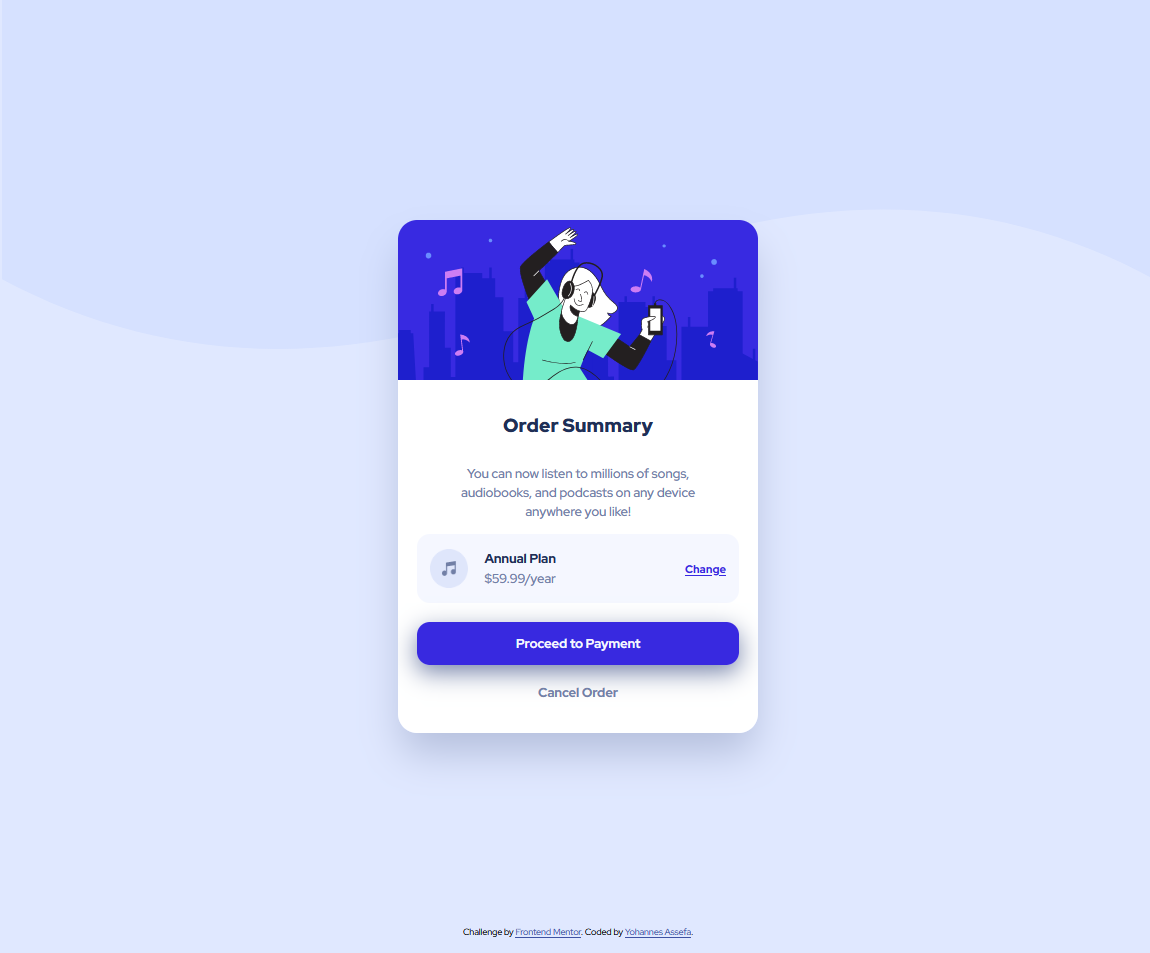 Order Summary
You can now listen to millions of songs,
audiobooks, and podcasts on any device
anywhere you like!
Annual Plan
$59.99/year
Change
Proceed to Payment
Cancel Order
Challenge by Frontend Mentor. Coded by Yohannes Assefa.